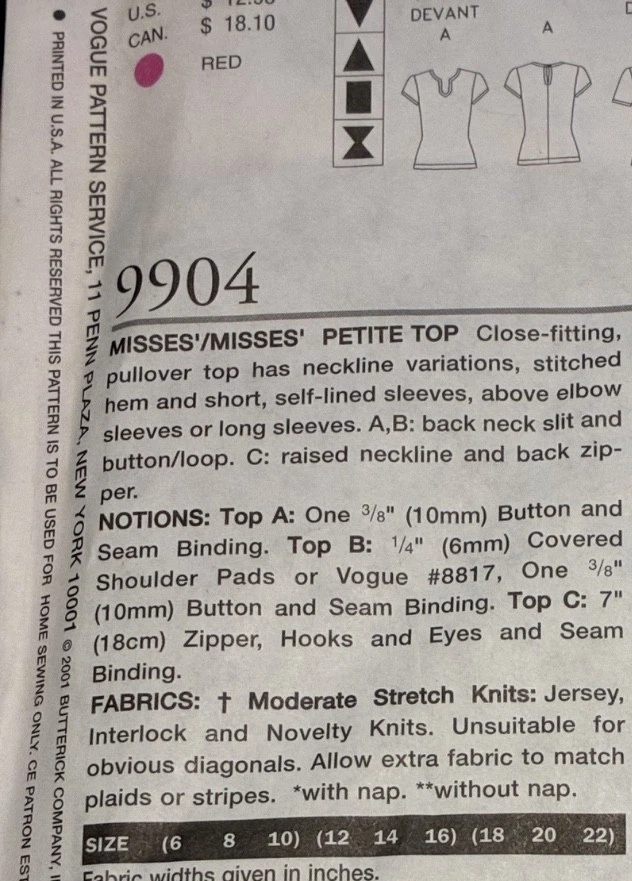 U.S.
CAN. $ 18.10
RED
DEVANT
A
A
9904
MISSES'/MISSES' PETITE TOP Close-fitting,
pullover top has neckline variations, stitched
hem and short, self-lined sleeves, above elbow
sleeves or long sleeves. A,B: back neck slit and
button/loop. C: raised neckline and back zip-
per.
NOTIONS: Top A: One 3/8" (10mm) Button and
Seam Binding. Top B: 1/4" (6mm) Covered
Shoulder Pads or Vogue #8817, One 3/8"
(10mm) Button and Seam Binding. Top C: 7"
(18cm) Zipper, Hooks and Eyes and Seam
Binding.
FABRICS: † Moderate Stretch Knits: Jersey,
Interlock and Novelty Knits. Unsuitable for
obvious diagonals. Allow extra fabric to match
plaids or stripes. *with nap. **without nap.
SIZE (6 8 10) (12 14 16) (18 20 22)
Fabric widths given in inches.
VOGUE PATTERN SERVICE, 11 PENN PLAZA, NEW YORK 10001 © 2001 BUTTERICK COMPANY,
● PRINTED IN U.S.A. ALL RIGHTS RESERVED THIS PATTERN IS TO BE USED FOR HOME SEWING ONLY. CE PATRON EST